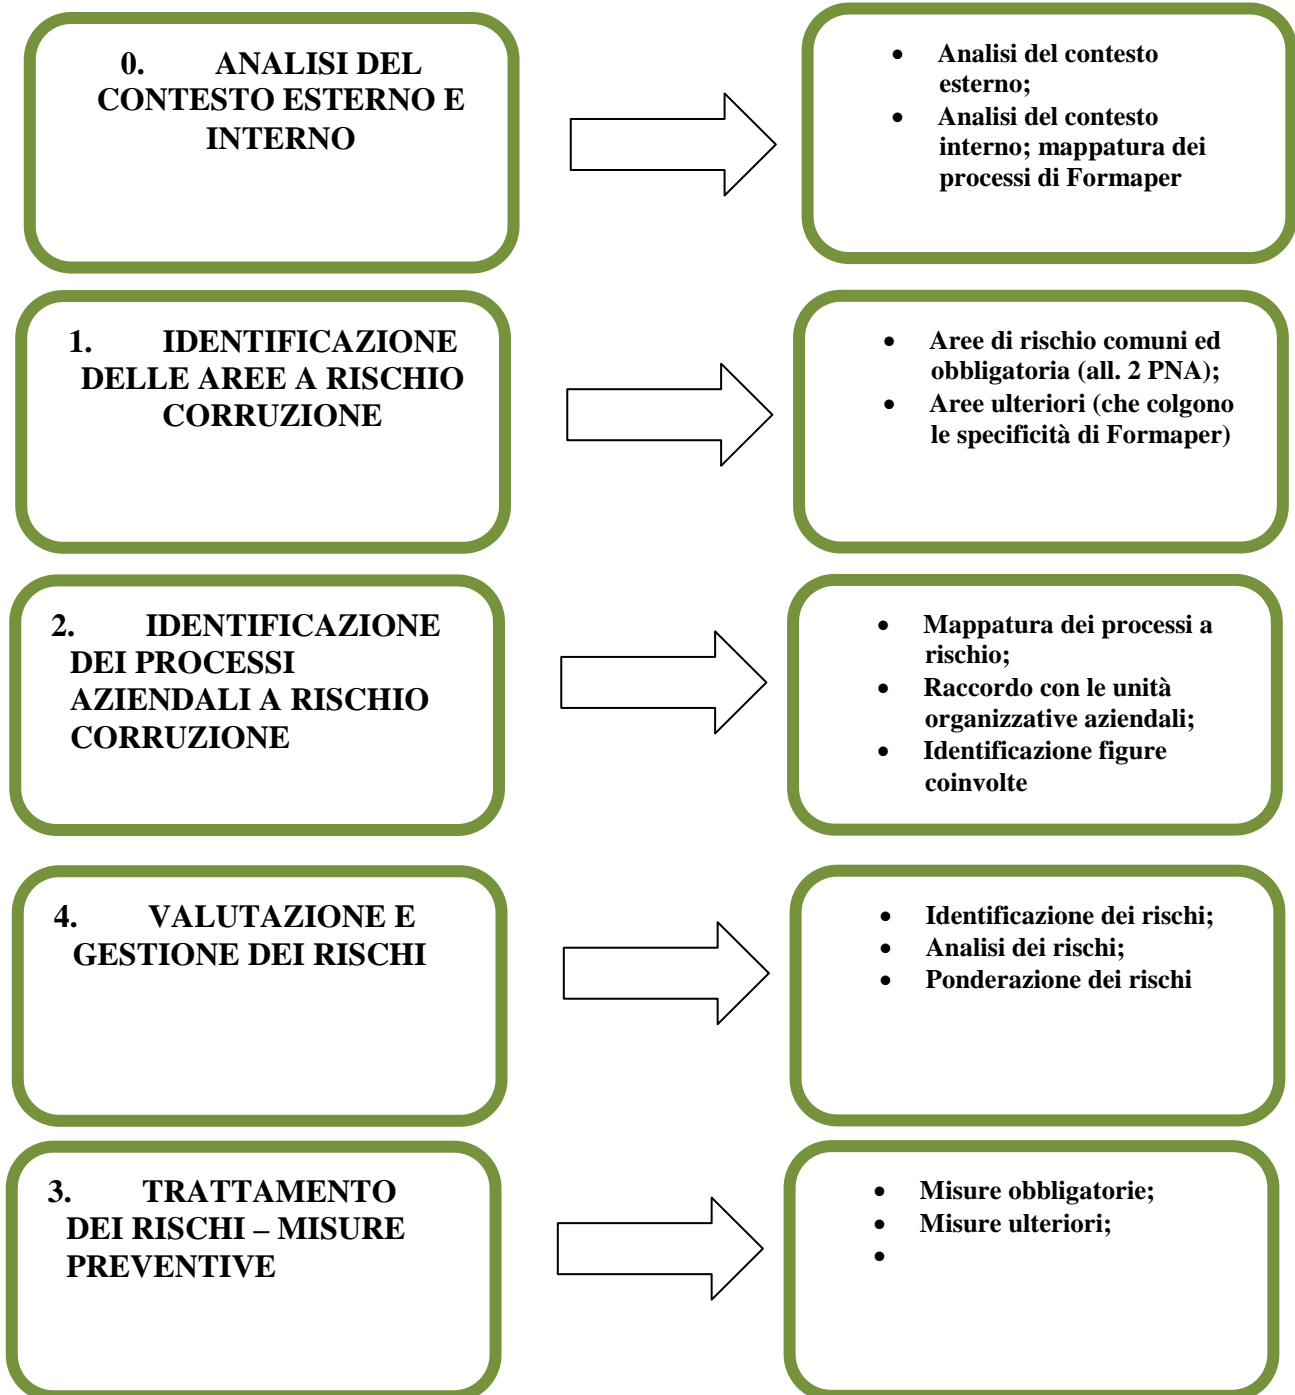 0. ANALISI DEL
CONTESTO ESTERNO E
INTERNO
• Analisi del contesto
esterno;
• Analisi del contesto
interno; mappatura dei
processi di Formaper
1. IDENTIFICAZIONE
DELLE AREE A RISCHIO
CORRUZIONE
• Aree di rischio comuni ed
obbligatoria (all. 2 PNA);
• Aree ulteriori (che colgono
le specificità di Formaper)
2. IDENTIFICAZIONE
DEI PROCESSI
AZIENDALI A RISCHIO
CORRUZIONE
• Mappatura dei processi a
rischio;
• Raccordo con le unità
organizzative aziendali;
• Identificazione figure
coinvolte
4. VALUTAZIONE E
GESTIONE DEI RISCHI
• Identificazione dei rischi;
• Analisi dei rischi;
• Ponderazione dei rischi
3. TRATTAMENTO
DEI RISCHI – MISURE
PREVENTIVE
• Misure obbligatorie;
• Misure ulteriori;
•